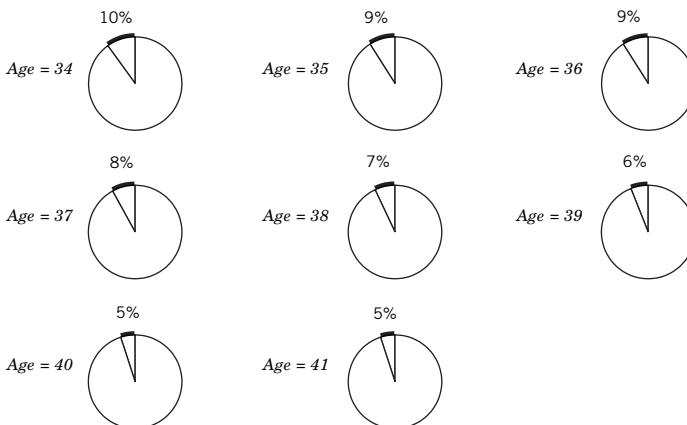 10% 9% 9%
Age = 34 Age = 35 Age = 36
8% 7% 6%
Age = 37 Age = 38 Age = 39
5% 5%
Age = 40 Age = 41